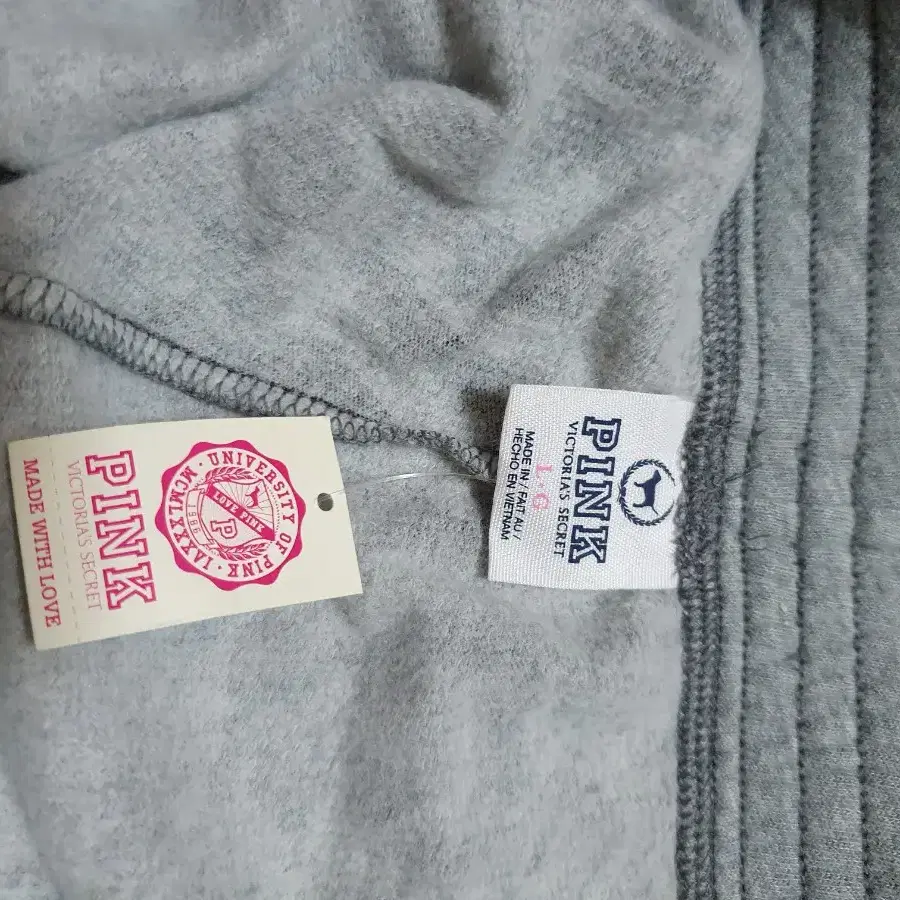 PINK
VICTORIA'S SECRET
MADE WITH LOVE
UNIVERSITY OF PINK
LOVE PINK
P
1986
PINK
VICTORIA'S SECRET
L·G
MADE IN / FAIT AU /
HECHO EN VIETNAM